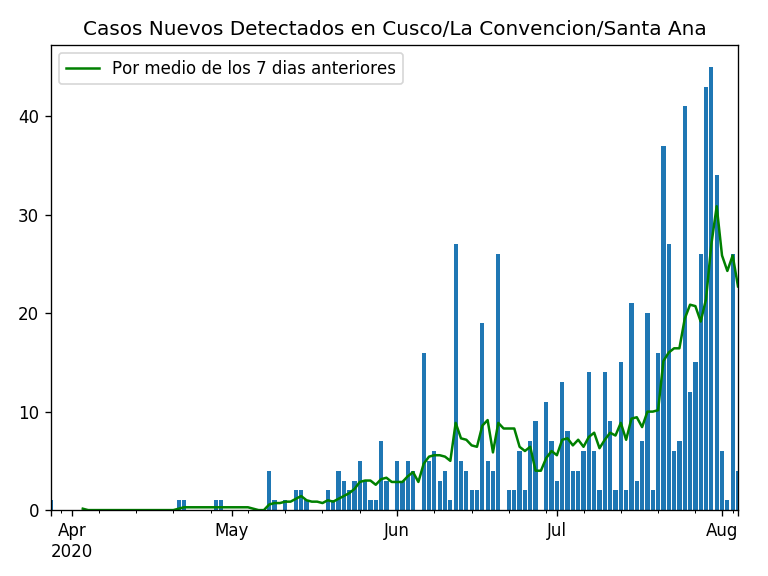 Casos Nuevos Detectados en Cusco/La Convencion/Santa Ana
Por medio de los 7 dias anteriores
40
30
20
10
0
Apr May Jun Jul Aug
2020